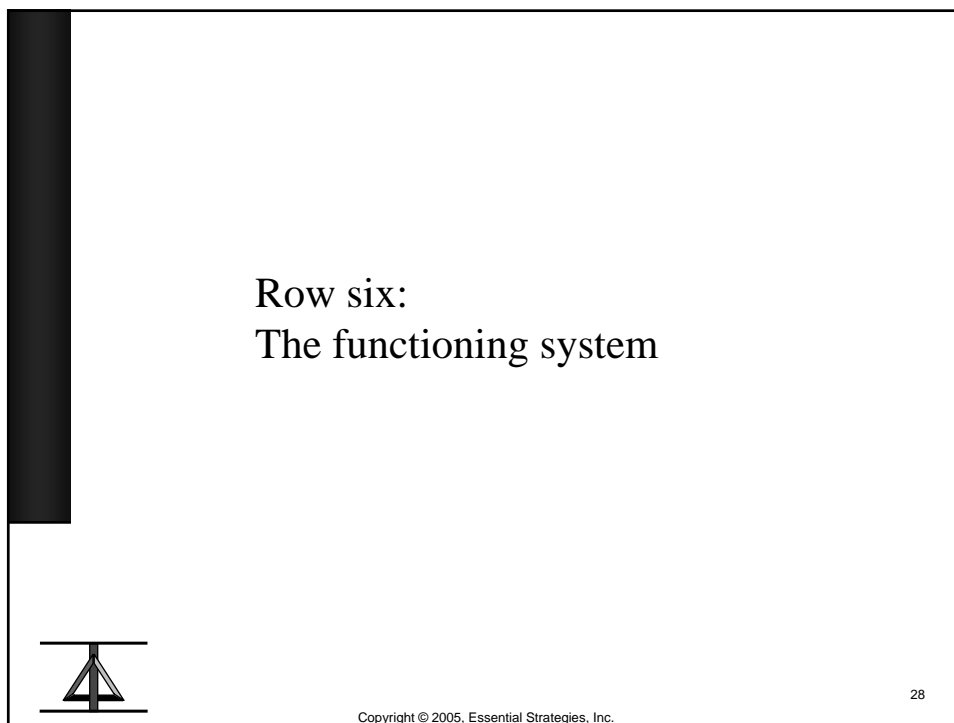 Row six:
The functioning system
28
Copyright © 2005, Essential Strategies, Inc.